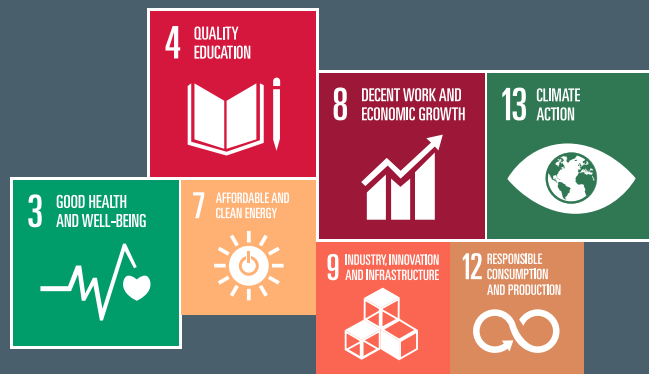 4 QUALITY
EDUCATION
8 DECENT WORK AND
ECONOMIC GROWTH
13 CLIMATE
ACTION
3 GOOD HEALTH
AND WELL-BEING
7 AFFORDABLE AND
CLEAN ENERGY
9 INDUSTRY, INNOVATION
AND INFRASTRUCTURE
12 RESPONSIBLE
CONSUMPTION
AND PRODUCTION